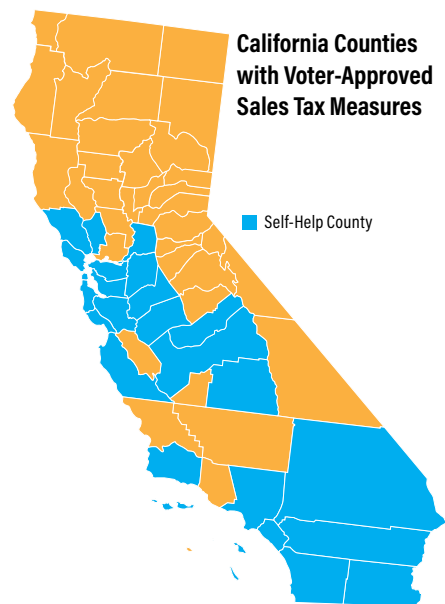 California Counties
with Voter-Approved
Sales Tax Measures
Self-Help County